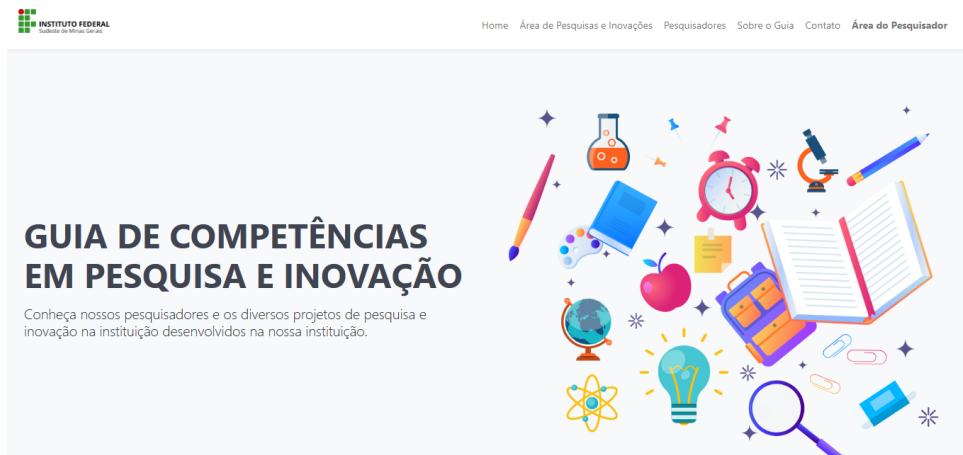 INSTITUTO FEDERAL
Sudeste de Minas Gerais
Home Área de Pesquisas e Inovações Pesquisadores Sobre o Guia Contato Área do Pesquisador
GUIA DE COMPETÊNCIAS
EM PESQUISA E INOVAÇÃO
Conheça nossos pesquisadores e os diversos projetos de pesquisa e
inovação na instituição desenvolvidos na nossa instituição.